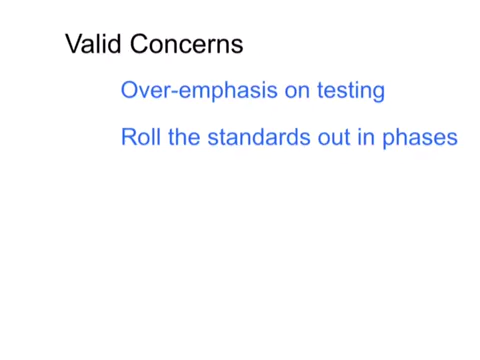 Valid Concerns
Over-emphasis on testing
Roll the standards out in phases